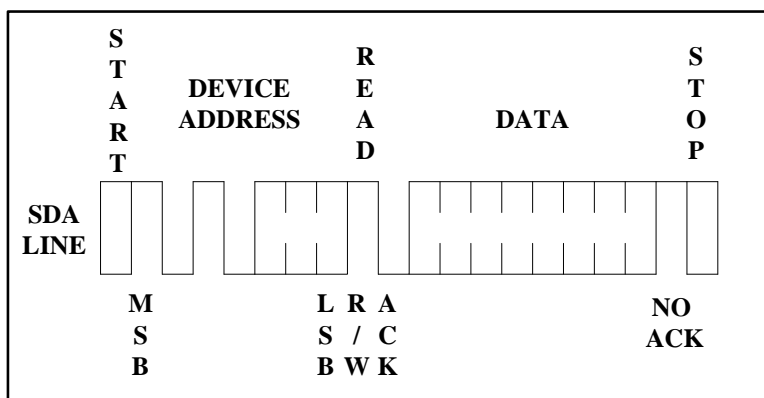 START
DEVICE
ADDRESS
READ
DATA
STOP
SDA
LINE
MSB
LSB
R/W
ACK
NO
ACK